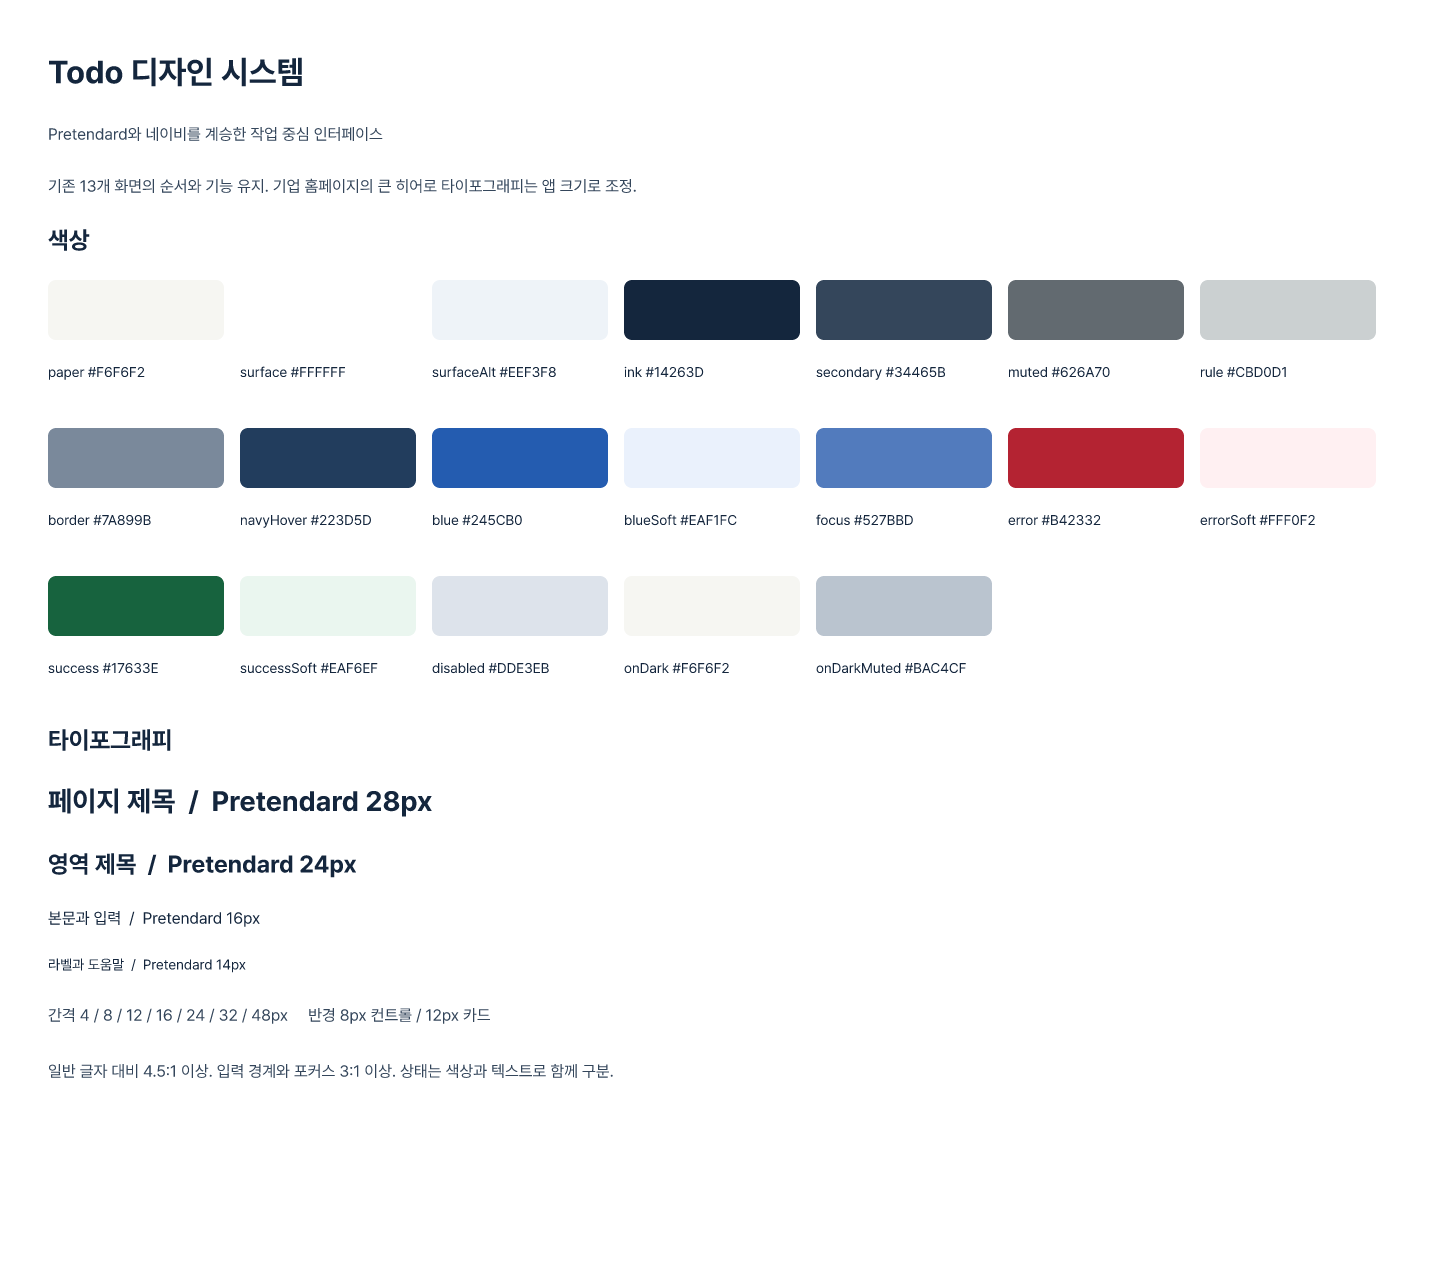 Todo 디자인 시스템
Pretendard와 네이비를 계승한 작업 중심 인터페이스
기존 13개 화면의 순서와 기능 유지. 기업 홈페이지의 큰 히어로 타이포그래피는 앱 크기로 조정.
색상
paper #F6F6F2
surface #FFFFFF
surfaceAlt #EEF3F8
ink #14263D
secondary #34465B
muted #626A70
rule #CBD0D1
border #7A899B
navyHover #223D5D
blue #245CB0
blueSoft #EAF1FC
focus #527BBD
error #B42332
errorSoft #FFF0F2
success #17633E
successSoft #EAF6EF
disabled #DDE3EB
onDark #F6F6F2
onDarkMuted #BAC4CF
타이포그래피
페이지 제목 / Pretendard 28px
영역 제목 / Pretendard 24px
본문과 입력 / Pretendard 16px
라벨과 도움말 / Pretendard 14px
간격 4 / 8 / 12 / 16 / 24 / 32 / 48px 반경 8px 컨트롤 / 12px 카드
일반 글자 대비 4.5:1 이상. 입력 경계와 포커스 3:1 이상. 상태는 색상과 텍스트로 함께 구분.